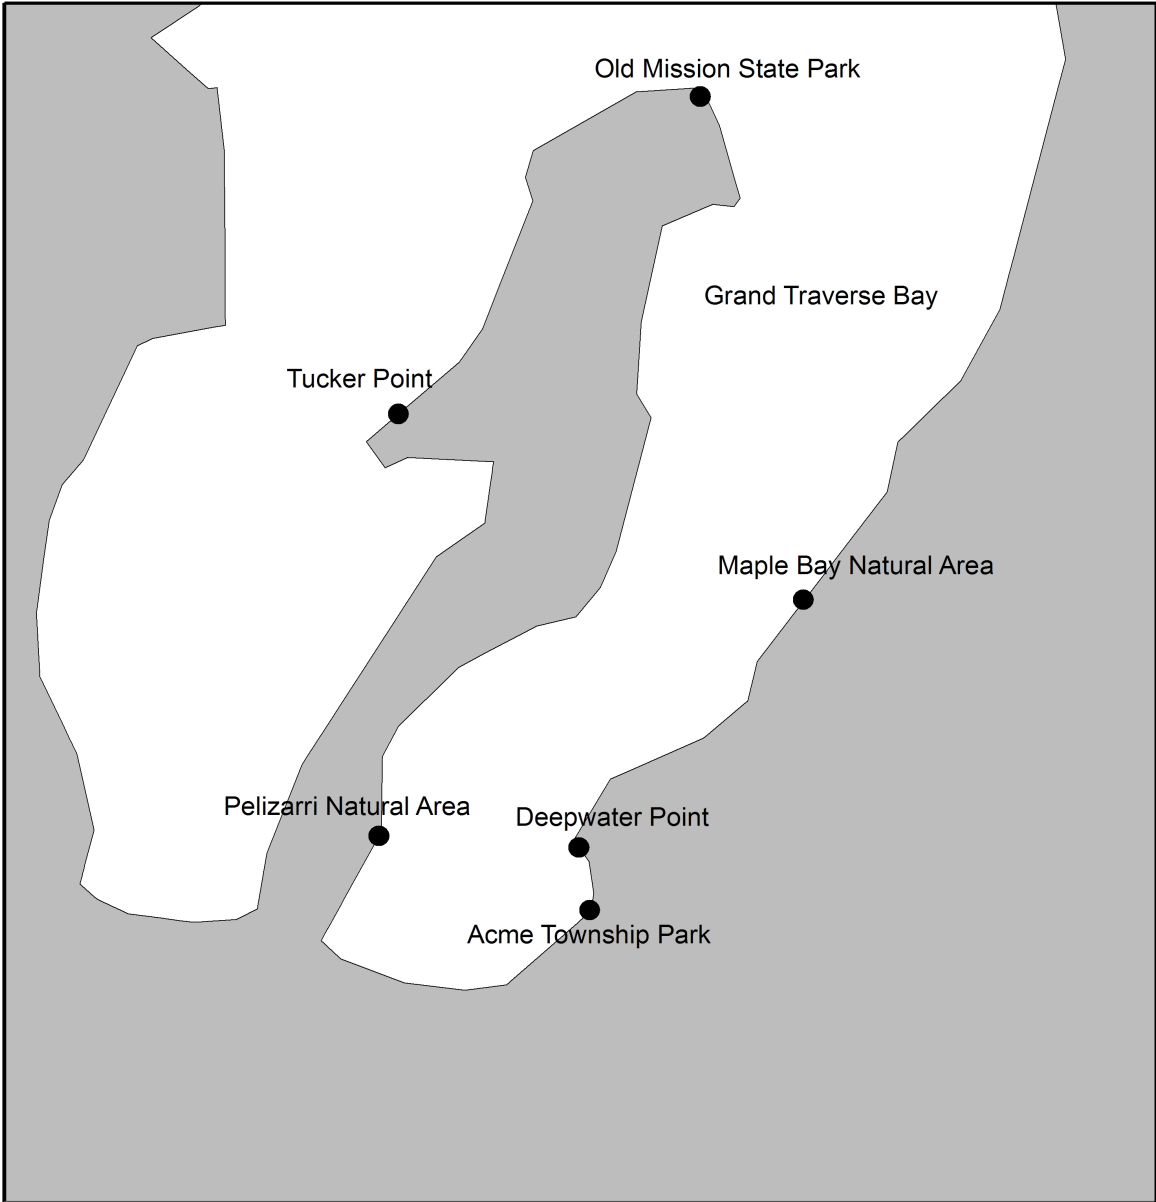 Old Mission State Park
Grand Traverse Bay
Tucker Point
Maple Bay Natural Area
Pelizarri Natural Area
Deepwater Point
Acme Township Park